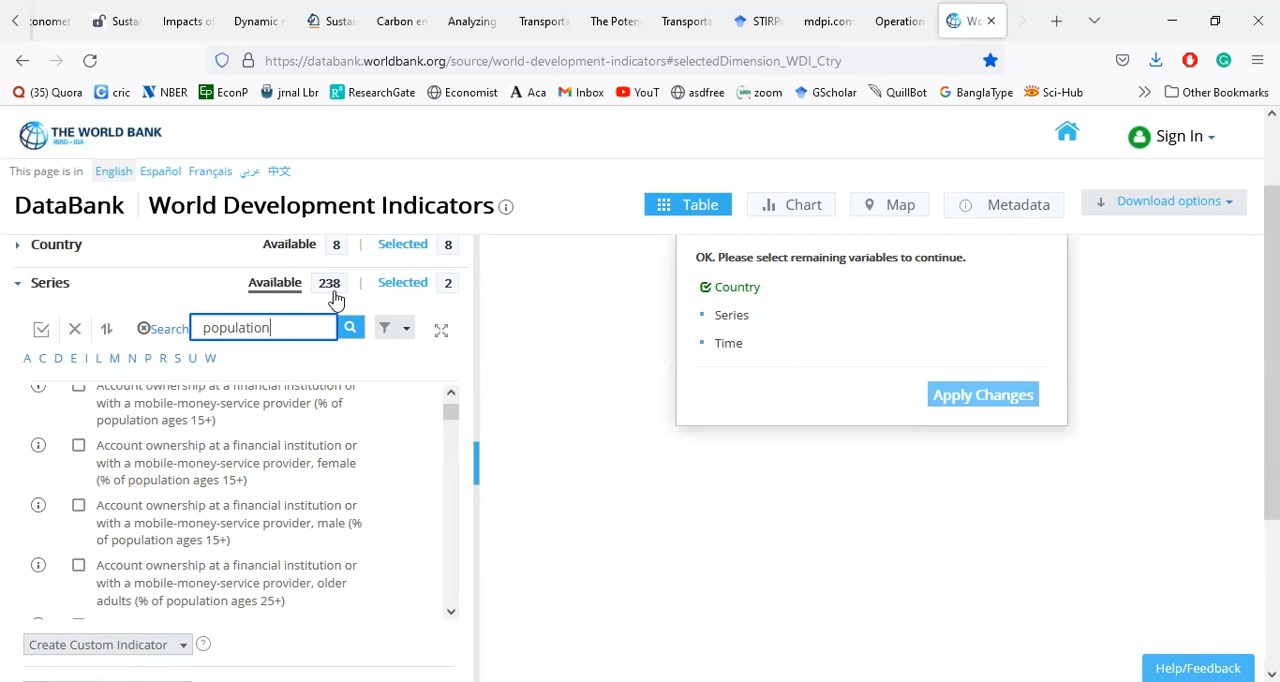 onomer
Susta
Impacts of
Dynamic
Sustai
Carbon en
Analyzing
Transporta
The Poten
Transporta
STIRP
mdpi.com
Operation
Wo
https://databank.worldbank.org/source/world-development-indicators#selectedDimension_WDI_Ctry
(35) Quora
cric
NBER
EconP
jrnal Lbr
ResearchGate
Economist
Aca
Inbox
YouT
asdfree
zoom
GScholar
QuillBot
BanglaType
Sci-Hub
Other Bookmarks
THE WORLD BANK
IBRD • IDA
Sign In
This page is in English Español Français عربي 中文
DataBank World Development Indicators
Table
Chart
Map
Metadata
Download options
Country Available 8 | Selected 8
Series Available 238 | Selected 2
Search population
A C D E I L M N P R S U W
Account ownership at a financial institution or
with a mobile-money-service provider (% of
population ages 15+)
Account ownership at a financial institution or
with a mobile-money-service provider, female
(% of population ages 15+)
Account ownership at a financial institution or
with a mobile-money-service provider, male (%
of population ages 15+)
Account ownership at a financial institution or
with a mobile-money-service provider, older
adults (% of population ages 25+)
Create Custom Indicator
?
OK. Please select remaining variables to continue.
Country
Series
Time
Apply Changes
Help/Feedback